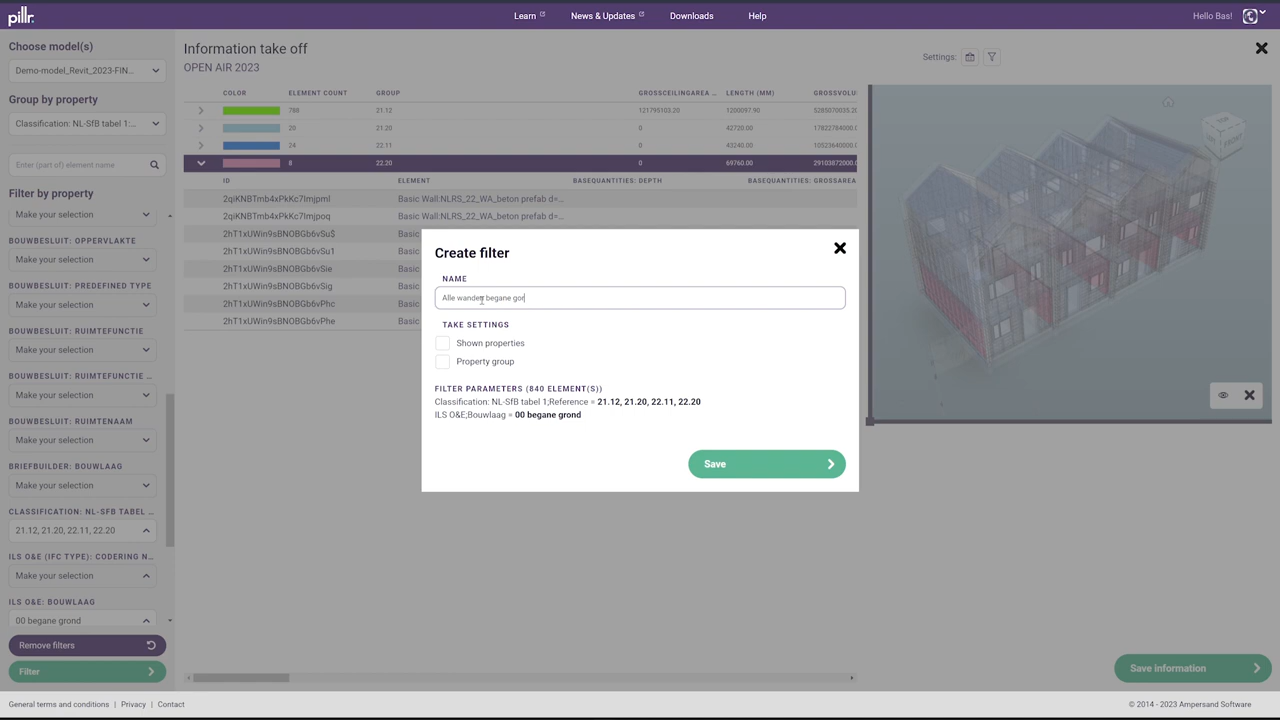 pillr.
Learn
News & Updates
Downloads
Help
Hello Bas!
Choose model(s)
Demo-model_Revit_2023-FIN...
Group by property
Classification: NL-SfB tabel 1:...
Enter (part of) element name
Filter by property
Make your selection
BOUWBESLUIT: OPPERVLAKTE
Make your selection
BOUWBESLUIT: PREDEFINED TYPE
Make your selection
BOUWBESLUIT: RUIMTEFUNCTIE
Make your selection
BOUWBESLUIT: RUIMTEFUNCTIE ...
Make your selection
BOUWBESLUIT: RUIMTENAAM
Make your selection
BRIEFBUILDER: BOUWLAAG
Make your selection
CLASSIFICATION: NL-SFB TABEL ...
21.12, 21.20, 22.11, 22.20
ILS O&E (IFC TYPE): CODERING N...
Make your selection
ILS O&E: BOUWLAAG
00 begane grond
Remove filters
Filter
Information take off
OPEN AIR 2023
Settings:
COLOR ELEMENT COUNT GROUP GROSSCEILINGAREA ... LENGTH (MM) GROSSVOLU
788 21.12 121795103.20 1200097.90 5285070035.20
20 21.20 0 42720.00 17822784000.0
24 22.11 0 43240.00 10523640000.0
8 22.20 0 69760.00 29103872000.0
ID ELEMENT BASEQUANTITIES: DEPTH BASEQUANTITIES: GROSSAREA
2qiKNBTmb4xPkKc7Imjpml Basic Wall:NLRS_22_WA_beton prefab d=...
2qiKNBTmb4xPkKc7Imjpoq Basic Wall:NLRS_22_WA_beton prefab d=...
2hT1xUWin9sBNOBGb6vSu$ Basic
2hT1xUWin9sBNOBGb6vSu1 Basic
2hT1xUWin9sBNOBGb6vSie Basic
2hT1xUWin9sBNOBGb6vSig Basic
2hT1xUWin9sBNOBGb6vPhc Basic
2hT1xUWin9sBNOBGb6vPhe Basic
Create filter
NAME
Alle wanden begane gor
TAKE SETTINGS
Shown properties
Property group
FILTER PARAMETERS (840 ELEMENT(S))
Classification: NL-SfB tabel 1;Reference = 21.12, 21.20, 22.11, 22.20
ILS O&E;Bouwlaag = 00 begane grond
Save
FRONT
Save information
General terms and conditions | Privacy | Contact
© 2014 - 2023 Ampersand Software